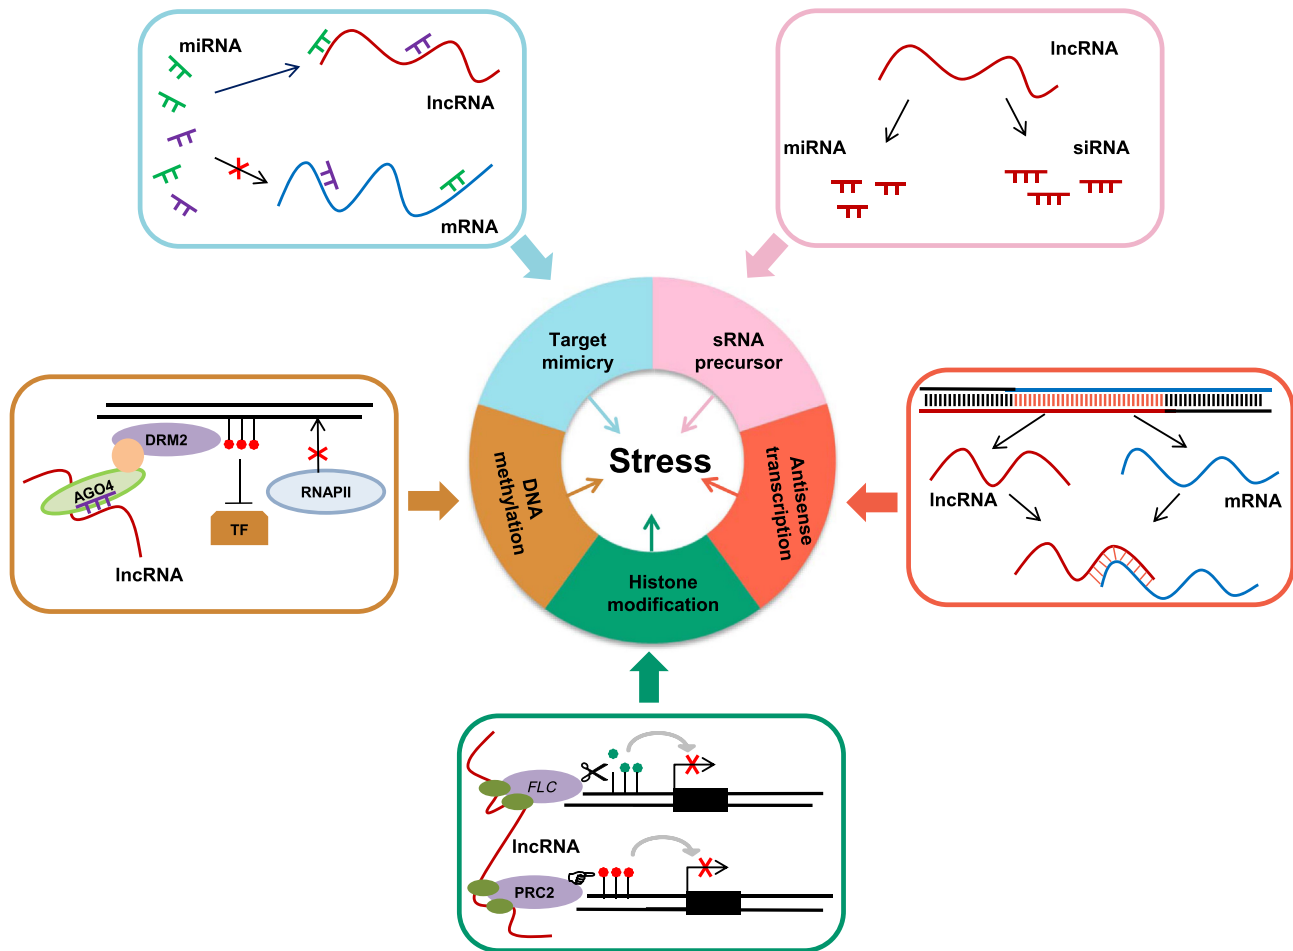 miRNA
lncRNA
mRNA
lncRNA
miRNA
siRNA
Target
mimicry
sRNA
precursor
DRM2
AGO4
RNAPII
TF
lncRNA
DNA
methylation
Stress
Antisense
transcription
lncRNA
mRNA
Histone
modification
FLC
lncRNA
PRC2